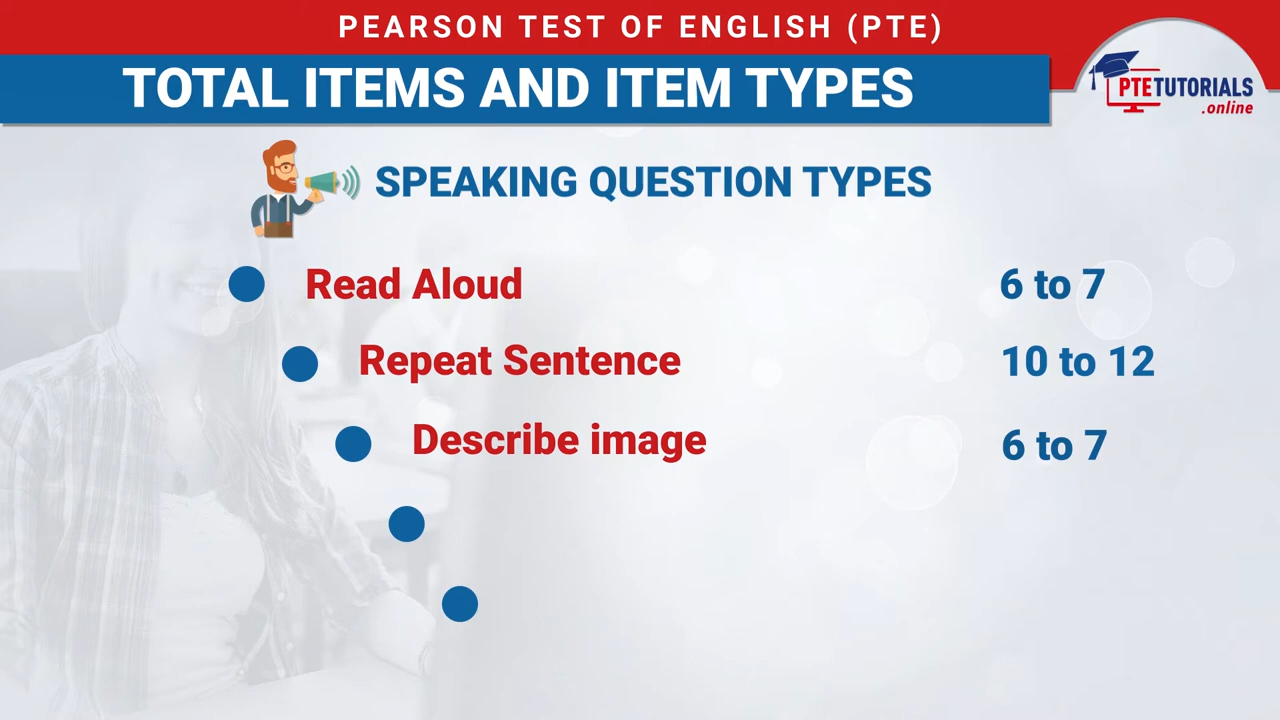 PEARSON TEST OF ENGLISH (PTE)
TOTAL ITEMS AND ITEM TYPES
PTETUTORIALS
.online
SPEAKING QUESTION TYPES
Read Aloud 6 to 7
Repeat Sentence 10 to 12
Describe image 6 to 7